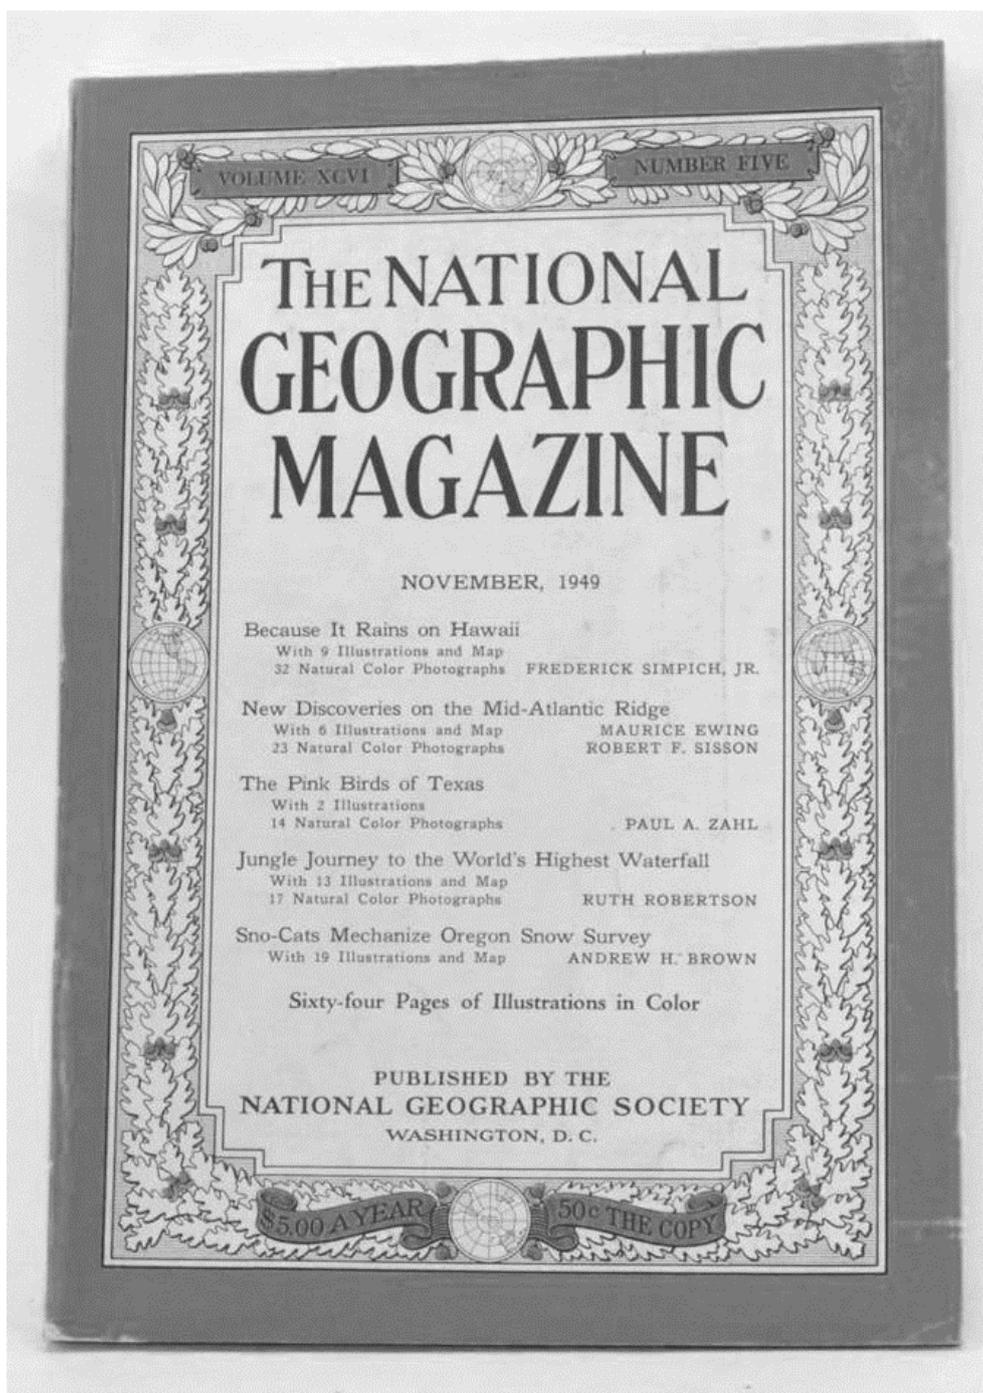 VOLUME XCVI
NUMBER FIVE
THE NATIONAL
GEOGRAPHIC
MAGAZINE
NOVEMBER, 1949
Because It Rains on Hawaii
With 9 Illustrations and Map
32 Natural Color Photographs FREDERICK SIMPICH, JR.
New Discoveries on the Mid-Atlantic Ridge
With 6 Illustrations and Map MAURICE EWING
23 Natural Color Photographs ROBERT F. SISSON
The Pink Birds of Texas
With 2 Illustrations
14 Natural Color Photographs PAUL A. ZAHL
Jungle Journey to the World's Highest Waterfall
With 13 Illustrations and Map
17 Natural Color Photographs RUTH ROBERTSON
Sno-Cats Mechanize Oregon Snow Survey
With 19 Illustrations and Map ANDREW H. BROWN
Sixty-four Pages of Illustrations in Color
PUBLISHED BY THE
NATIONAL GEOGRAPHIC SOCIETY
WASHINGTON, D. C.
$5.00 A YEAR
50c THE COPY